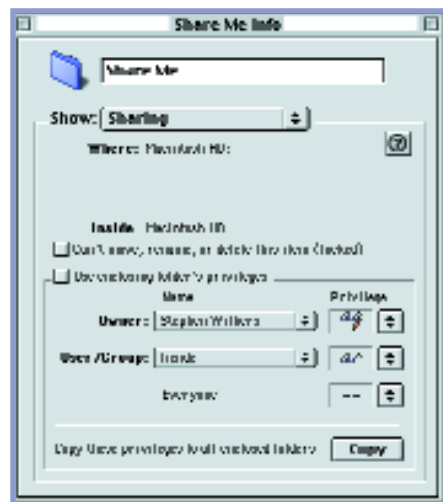 Share Me Info
Share Me
Show: Sharing
Where: Macintosh HD:
Inside Macintosh HD
Can't move, rename, or delete this item (locked)
Use enclosing folder's privileges
Name Privilege
Owner: Stephen
User/Group:
Everyone --
Copy these privileges to all enclosed folders Copy